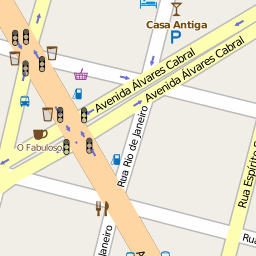 Casa Antiga
P
Avenida Álvares Cabral
Avenida Álvares Cabral
Rua Rio de Janeiro
O Fabuloso
Rua Espírito
Janeiro